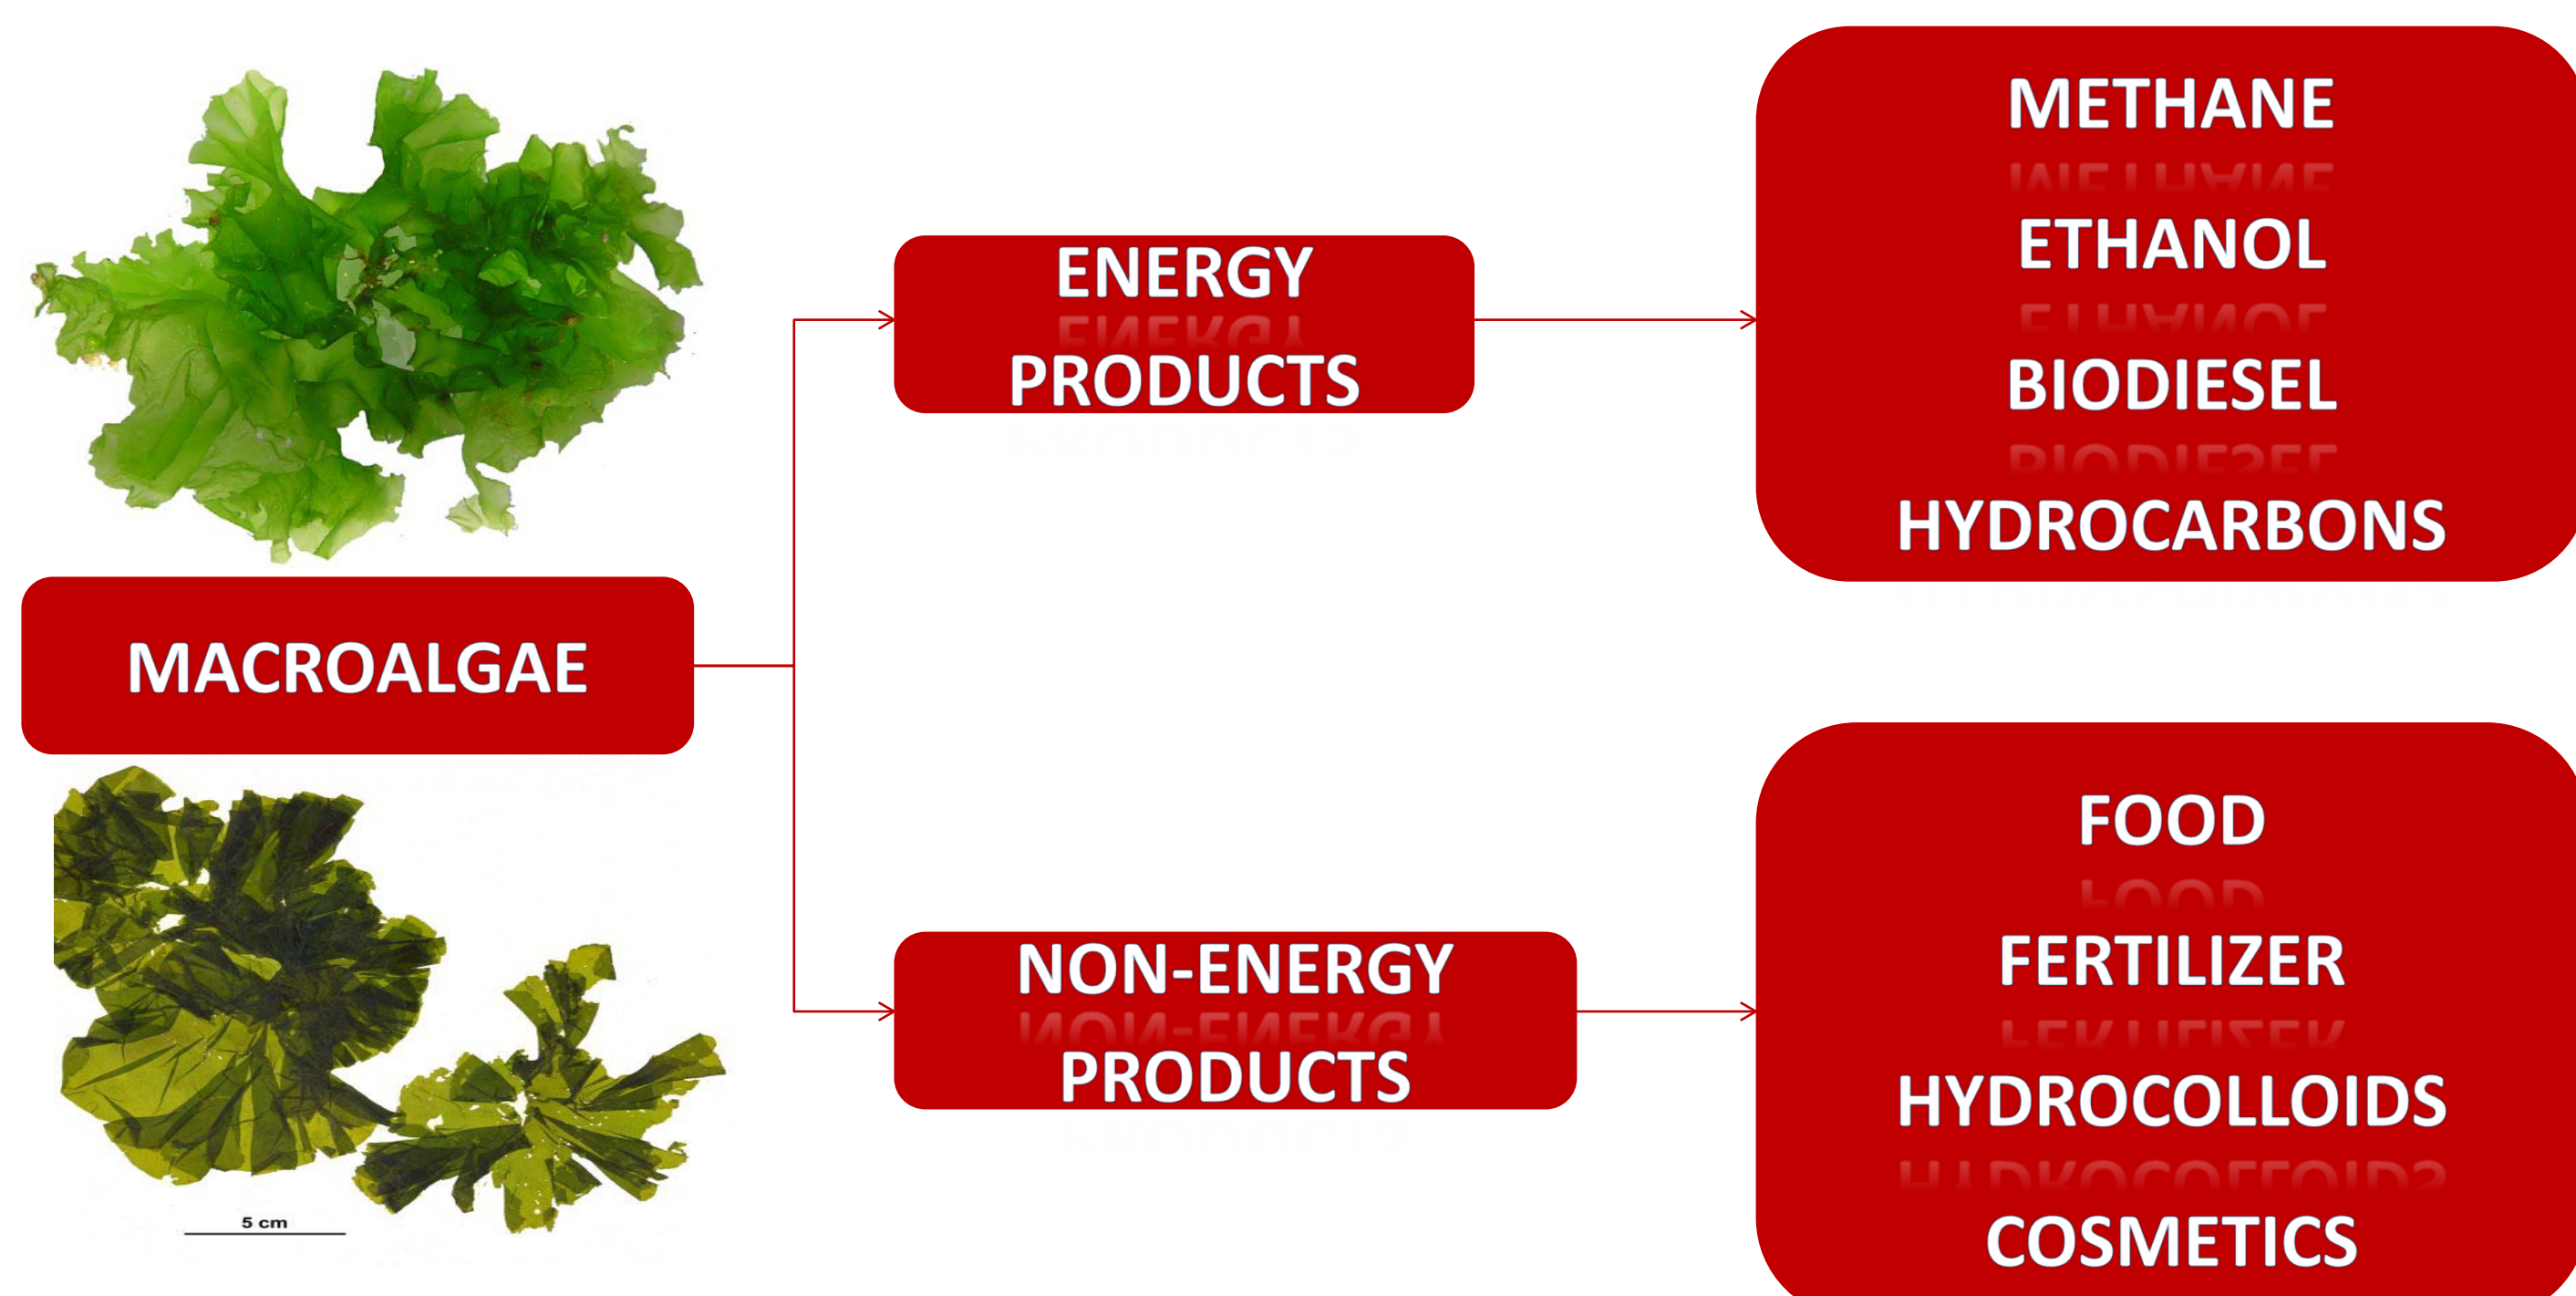 MACROALGAE
5 cm
ENERGY
PRODUCTS
METHANE
ETHANOL
BIODIESEL
HYDROCARBONS
NON-ENERGY
PRODUCTS
FOOD
FERTILIZER
HYDROCOLLOIDS
COSMETICS